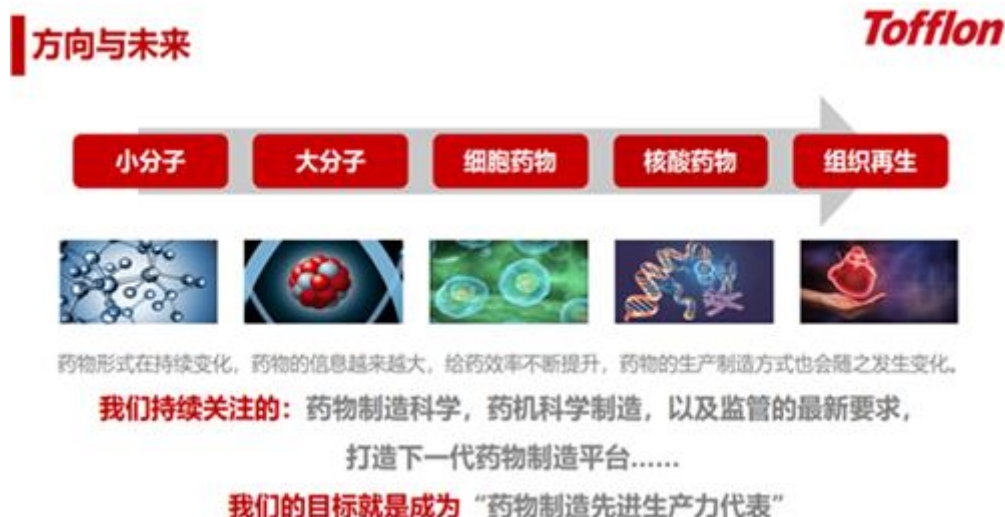 方向与未来
Tofflon
小分子
大分子
细胞药物
核酸药物
组织再生
药物形式在持续变化，药物的信息越来越大，给药效率不断提升，药物的生产制造方式也会随之发生变化。
我们持续关注的：药物制造科学，药机科学制造，以及监管的最新要求，
打造下一代药物制造平台......
我们的目标就是成为“药物制造先进生产力代表”